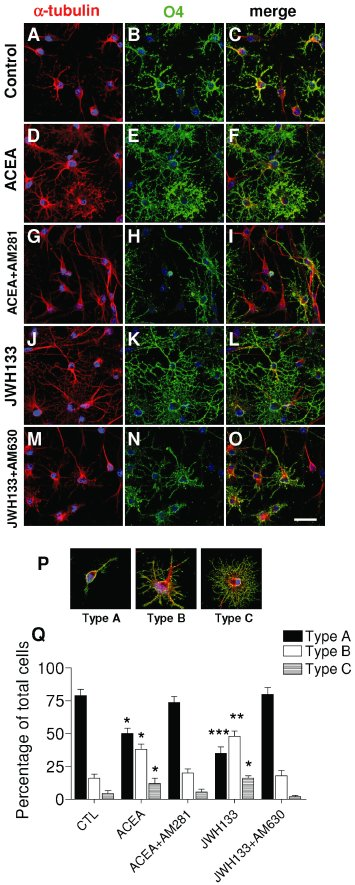 α-tubulin O4 merge
Control A B C
ACEA D E F
ACEA+AM281 G H I
JWH133 J K L
JWH133+AM630 M N O
P
Type A Type B Type C
Q
Type A
Type B
Type C
Percentage of total cells
100
75
50
25
0
* * *
*** ** *
CTL ACEA ACEA+AM281 JWH133 JWH133+AM630